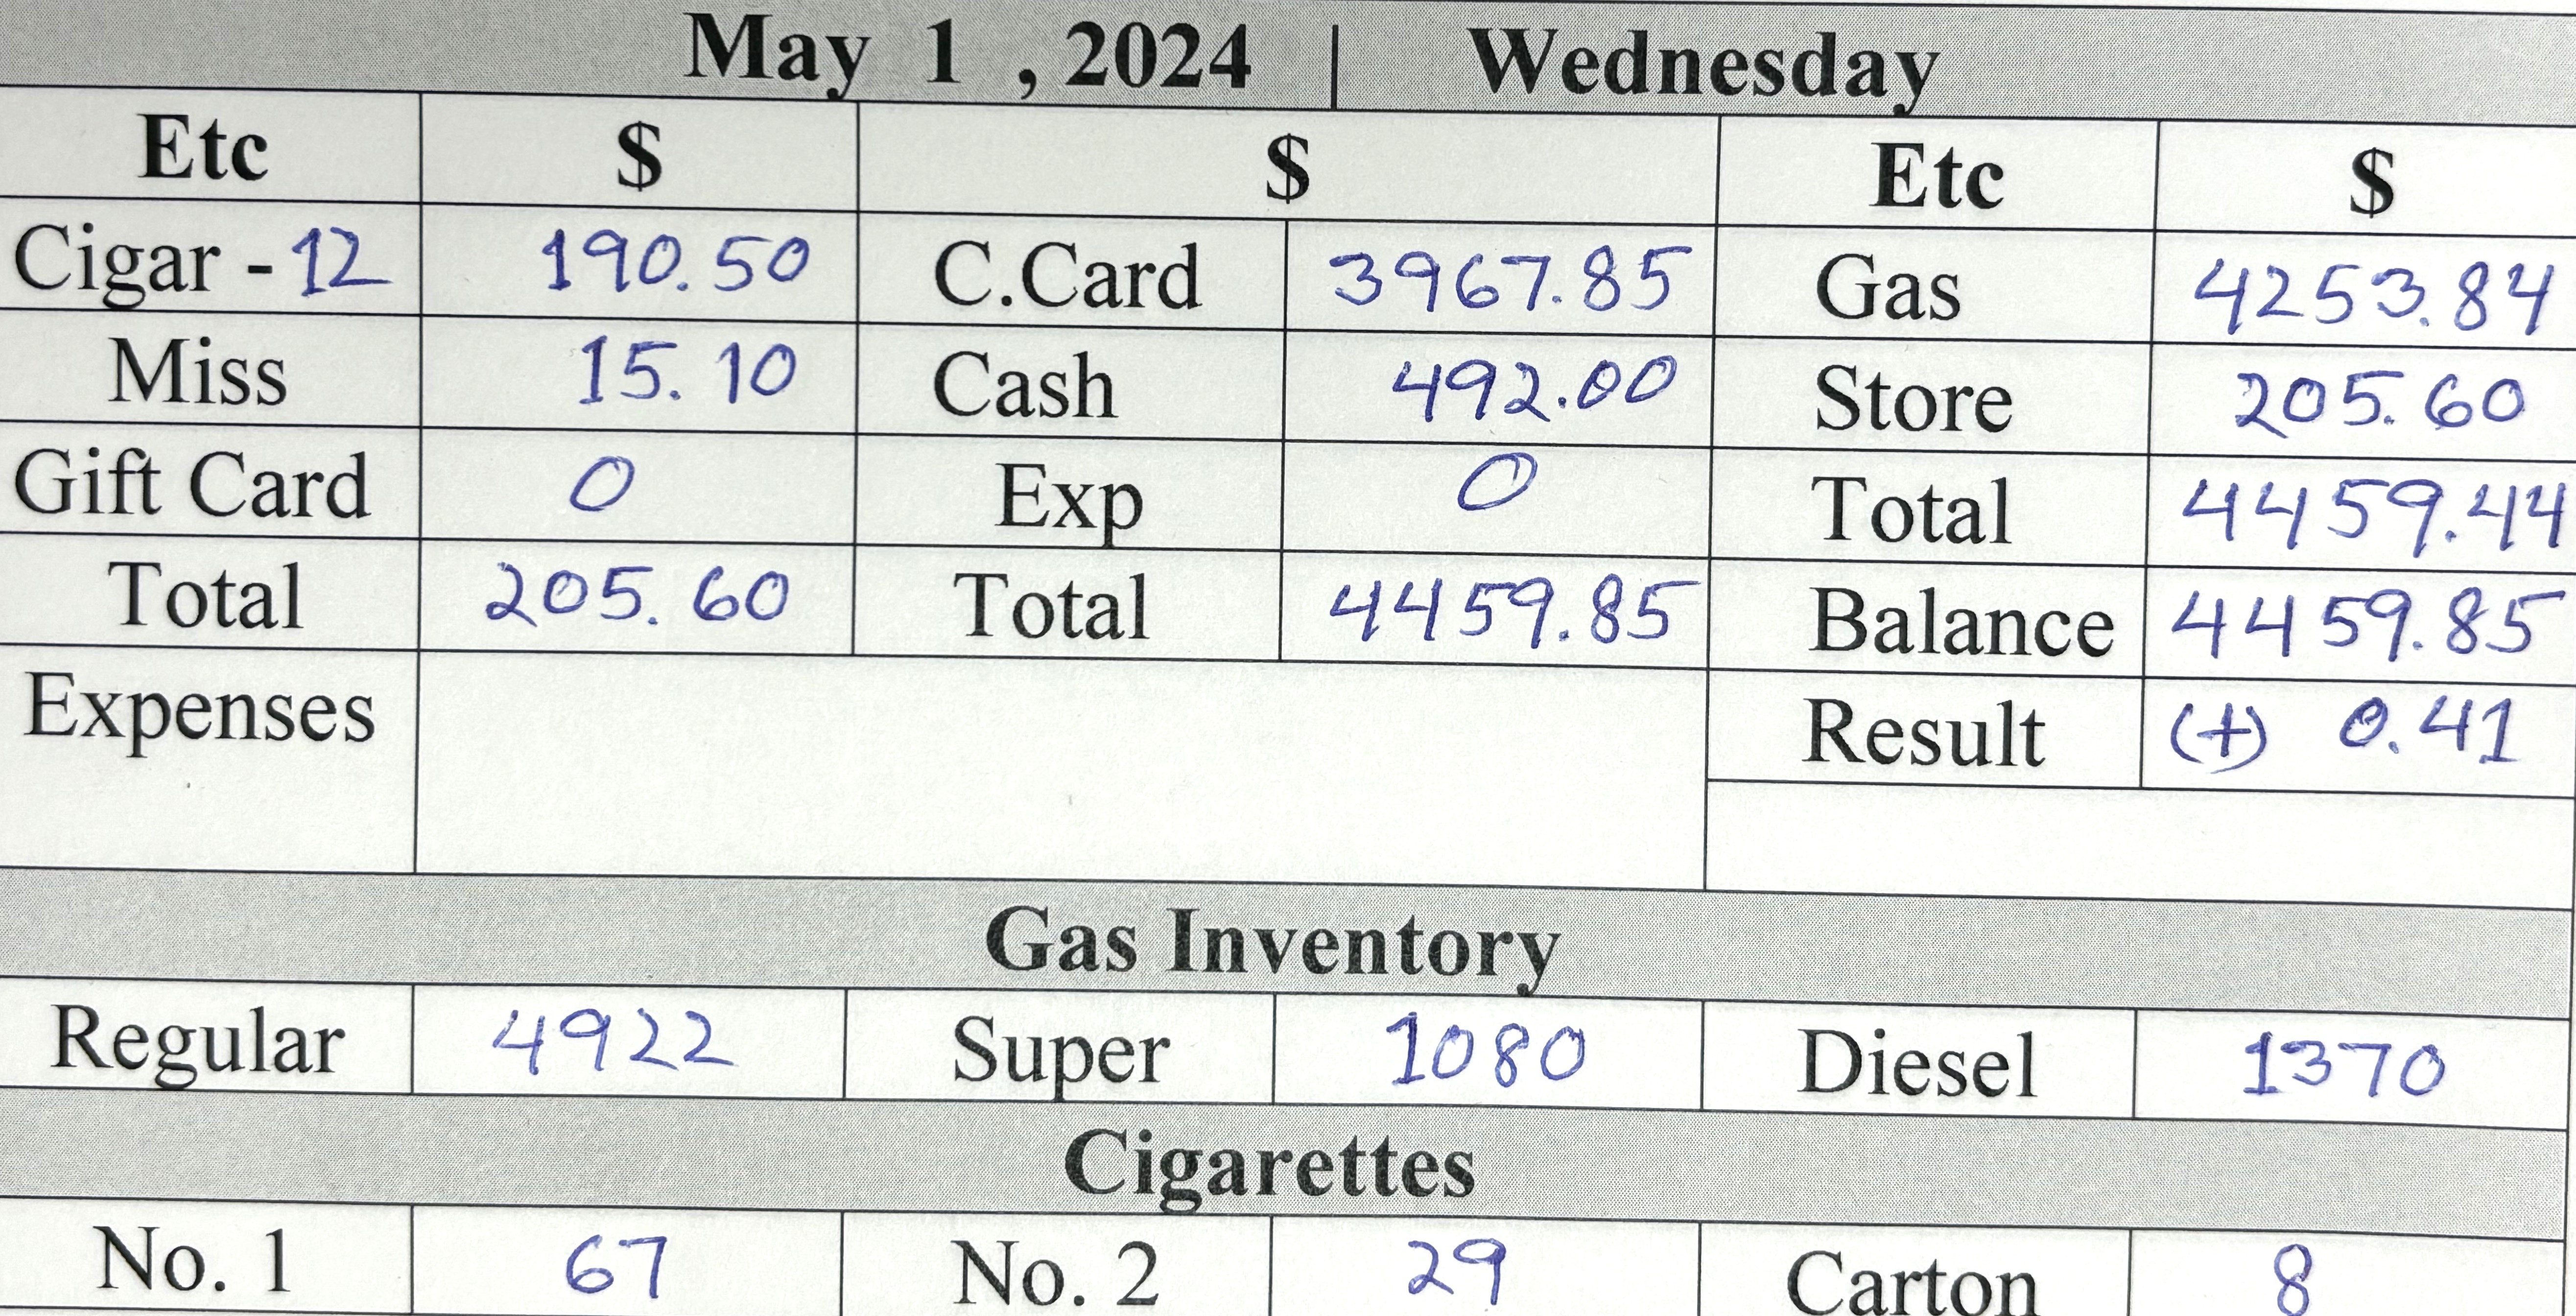 May 1 , 2024 | Wednesday
Etc $ $ Etc $
Cigar - 12 190.50 C.Card 3967.85 Gas 4253.84
Miss 15.10 Cash 492.00 Store 205.60
Gift Card 0 Exp 0 Total 4459.44
Total 205.60 Total 4459.85 Balance 4459.85
Expenses Result (+) 0.41
Gas Inventory
Regular 4922 Super 1080 Diesel 1370
Cigarettes
No. 1 67 No. 2 29 Carton 8